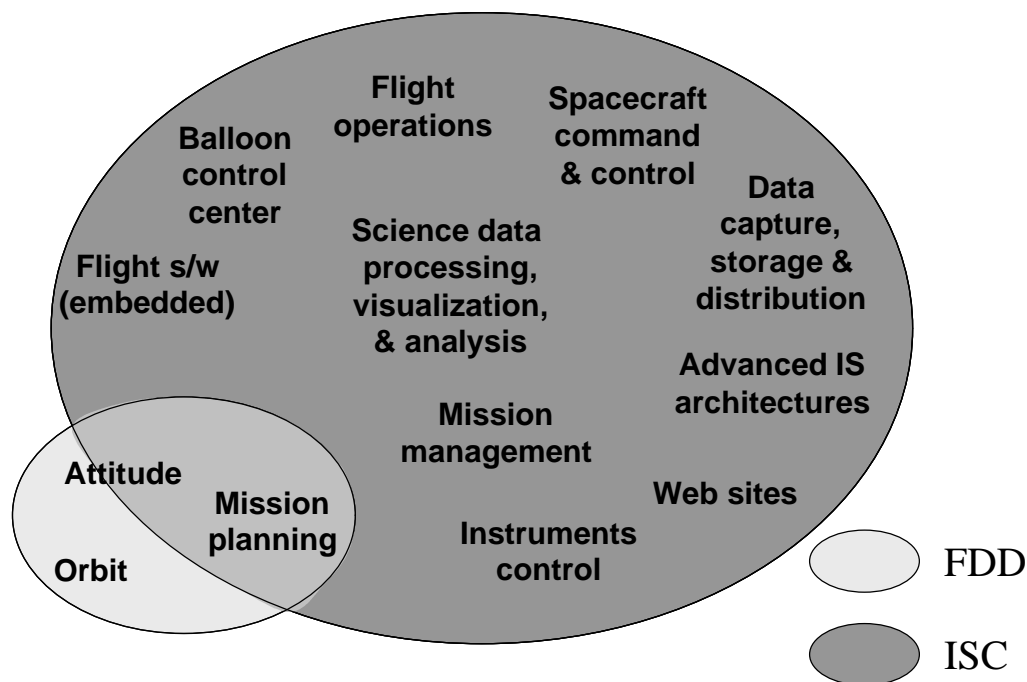 Flight
operations
Spacecraft
command
& control
Balloon
control
center
Data
capture,
storage &
distribution
Science data
processing,
visualization,
& analysis
Flight s/w
(embedded)
Advanced IS
architectures
Mission
management
Attitude
Mission
planning
Web sites
Instruments
control
Orbit
FDD
ISC